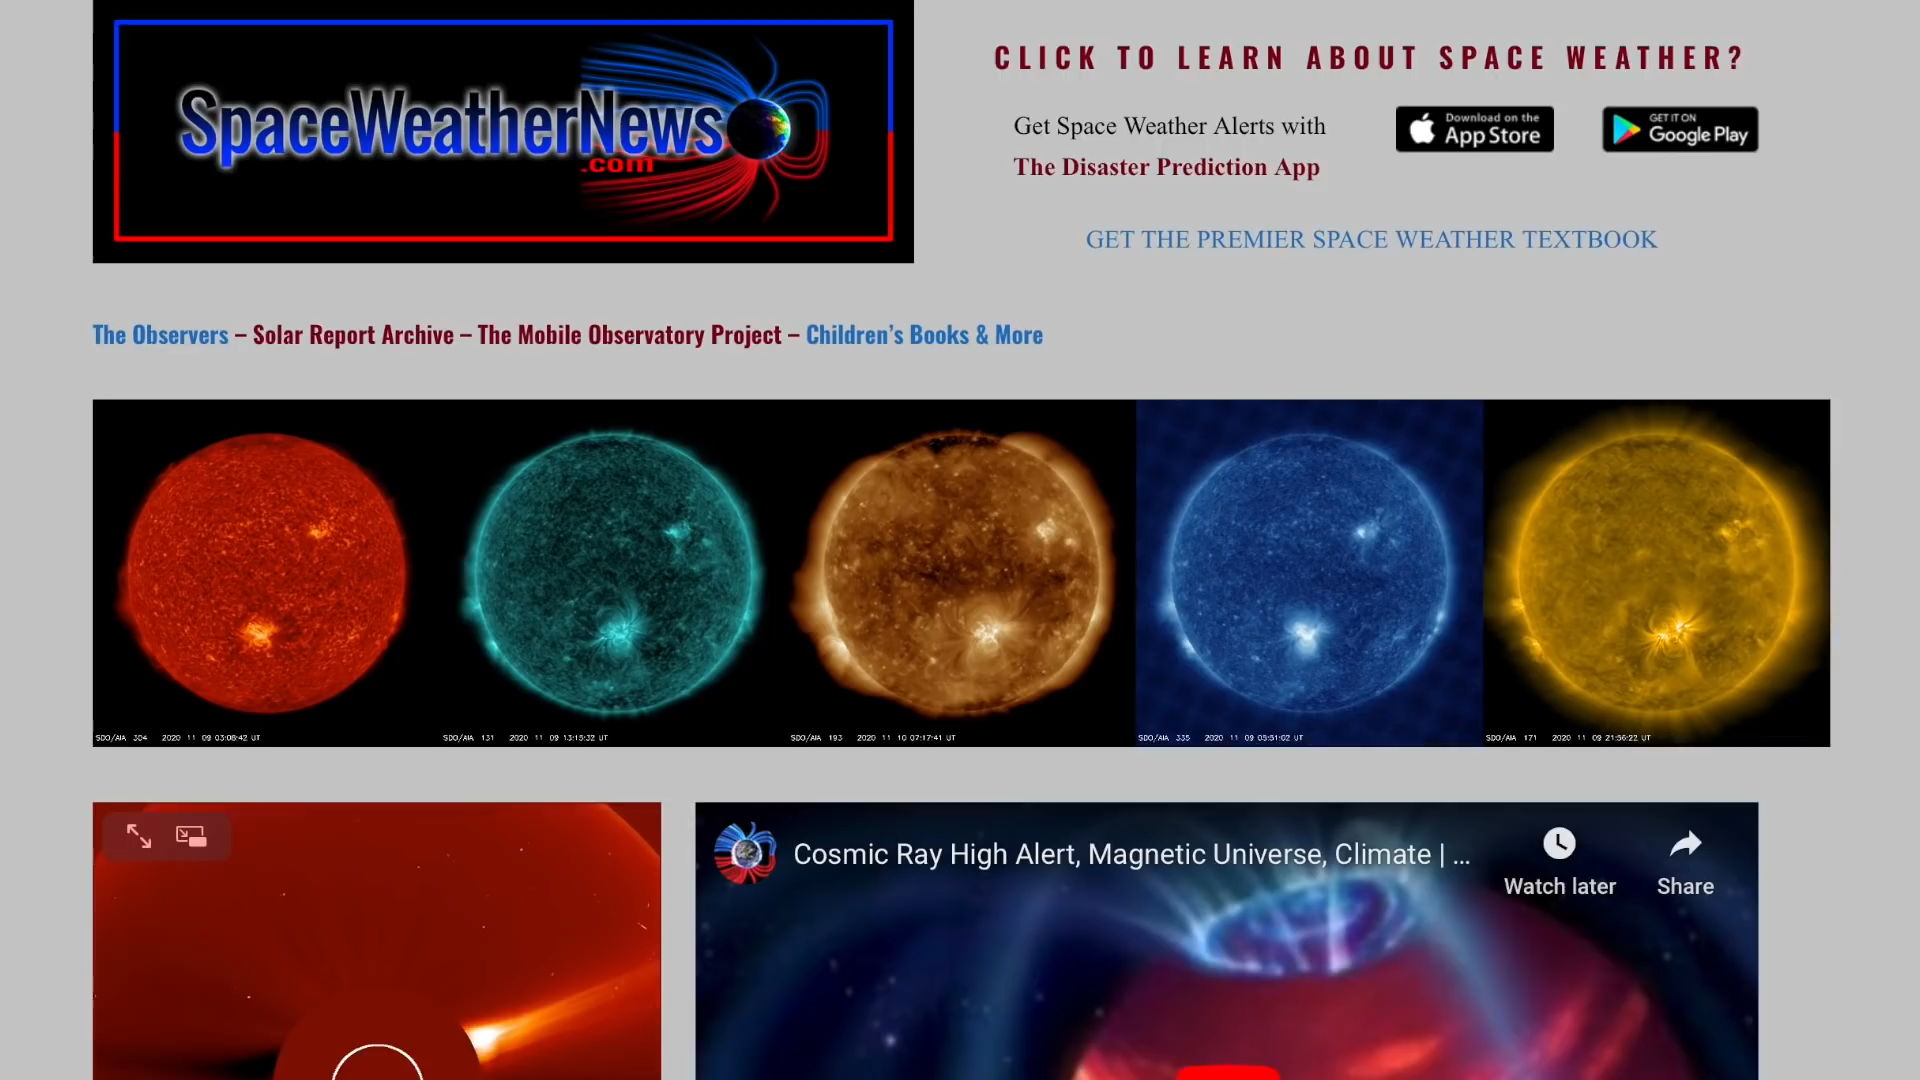 SpaceWeatherNews
.com
CLICK TO LEARN ABOUT SPACE WEATHER?
Get Space Weather Alerts with
The Disaster Prediction App
Download on the
App Store
GET IT ON
Google Play
GET THE PREMIER SPACE WEATHER TEXTBOOK
The Observers – Solar Report Archive – The Mobile Observatory Project – Children’s Books & More
SDO/AIA 304 2020 11 09 03:08:42 UT
SDO/AIA 131 2020 11 09 13:15:32 UT
SDO/AIA 193 2020 11 10 07:17:41 UT
SDO/AIA 335 2020 11 09 05:51:02 UT
SDO/AIA 171 2020 11 09 21:56:22 UT
Cosmic Ray High Alert, Magnetic Universe, Climate | ...
Watch later
Share